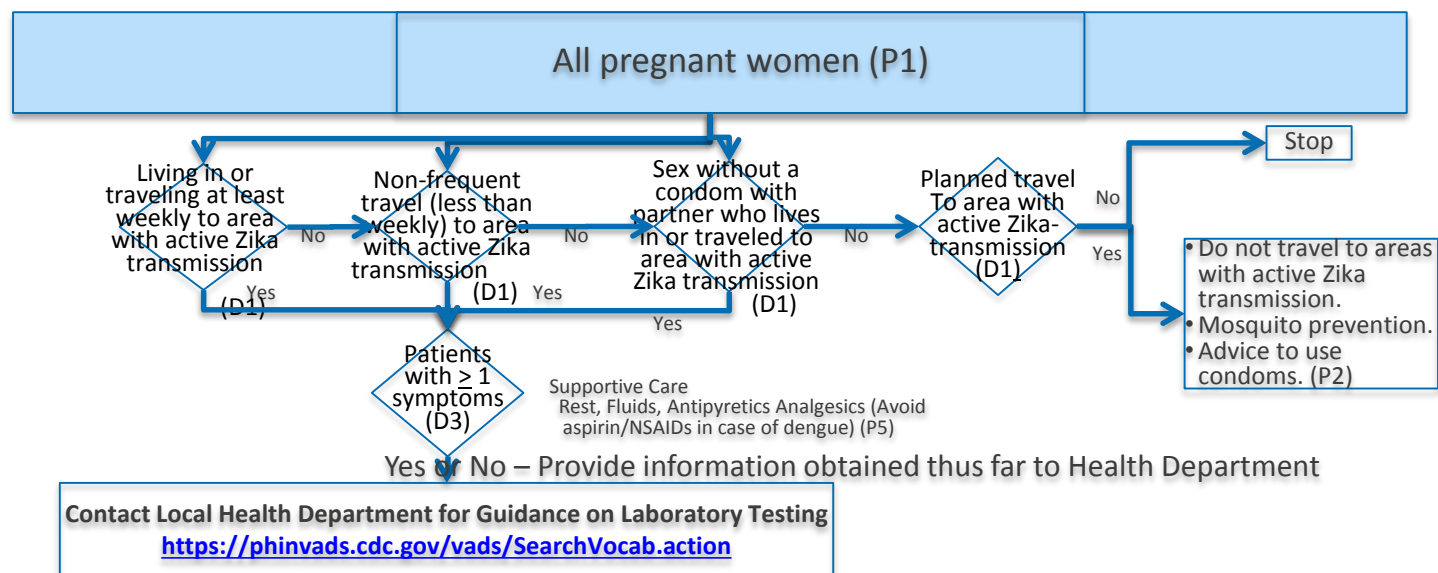 All pregnant women (P1)
Living in or
traveling at least
weekly to area
with active Zika
transmission
(D1)
No
Yes
Non-frequent
travel (less than
weekly) to area
with active Zika
transmission
(D1)
No
Yes
Sex without a
condom with
partner who lives
in or traveled to
area with active
Zika transmission
(D1)
No
Yes
Planned travel
To area with
active Zika-
transmission
(D1)
No
Yes
Stop
• Do not travel to areas
with active Zika
transmission.
• Mosquito prevention.
• Advice to use
condoms. (P2)
Patients
with > 1
symptoms
(D3)
Supportive Care
Rest, Fluids, Antipyretics Analgesics (Avoid
aspirin/NSAIDs in case of dengue) (P5)
Yes or No – Provide information obtained thus far to Health Department
Contact Local Health Department for Guidance on Laboratory Testing
https://phinvads.cdc.gov/vads/SearchVocab.action